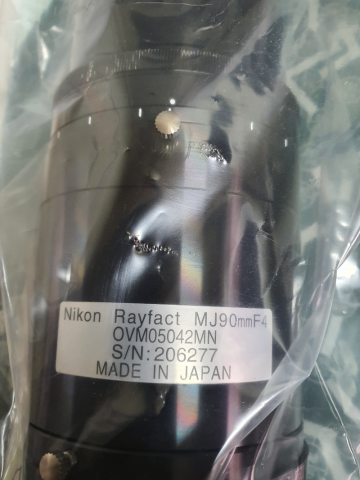 Nikon Rayfact MJ90mmF4
OVM05042MN
S/N:206277
MADE IN JAPAN